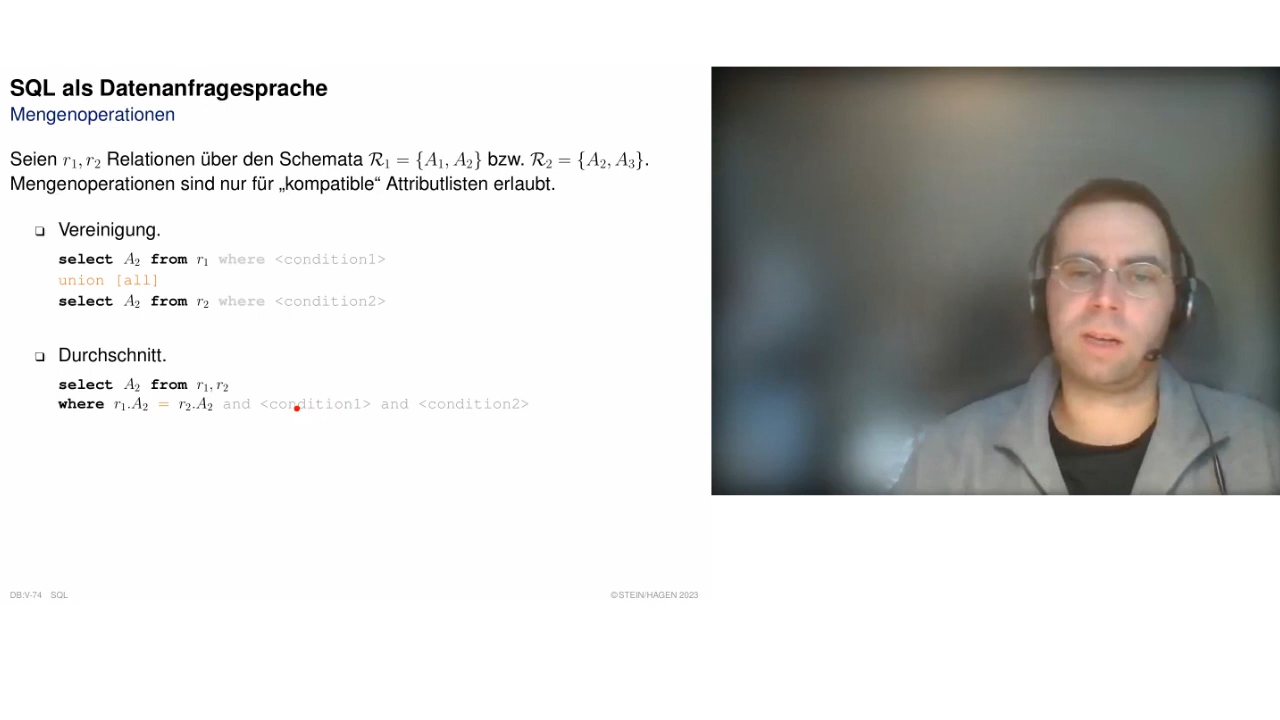 SQL als Datenanfragesprache
Mengenoperationen
Seien r₁, r₂ Relationen über den Schemata R₁ = {A₁, A₂} bzw. R₂ = {A₂, A₃}.
Mengenoperationen sind nur für „kompatible“ Attributlisten erlaubt.
❑ Vereinigung.
select A₂ from r₁ where <condition1>
union [all]
select A₂ from r₂ where <condition2>
❑ Durchschnitt.
select A₂ from r₁, r₂
where r₁.A₂ = r₂.A₂ and <condition1> and <condition2>
DB:V-74 SQL
©STEIN/HAGEN 2023